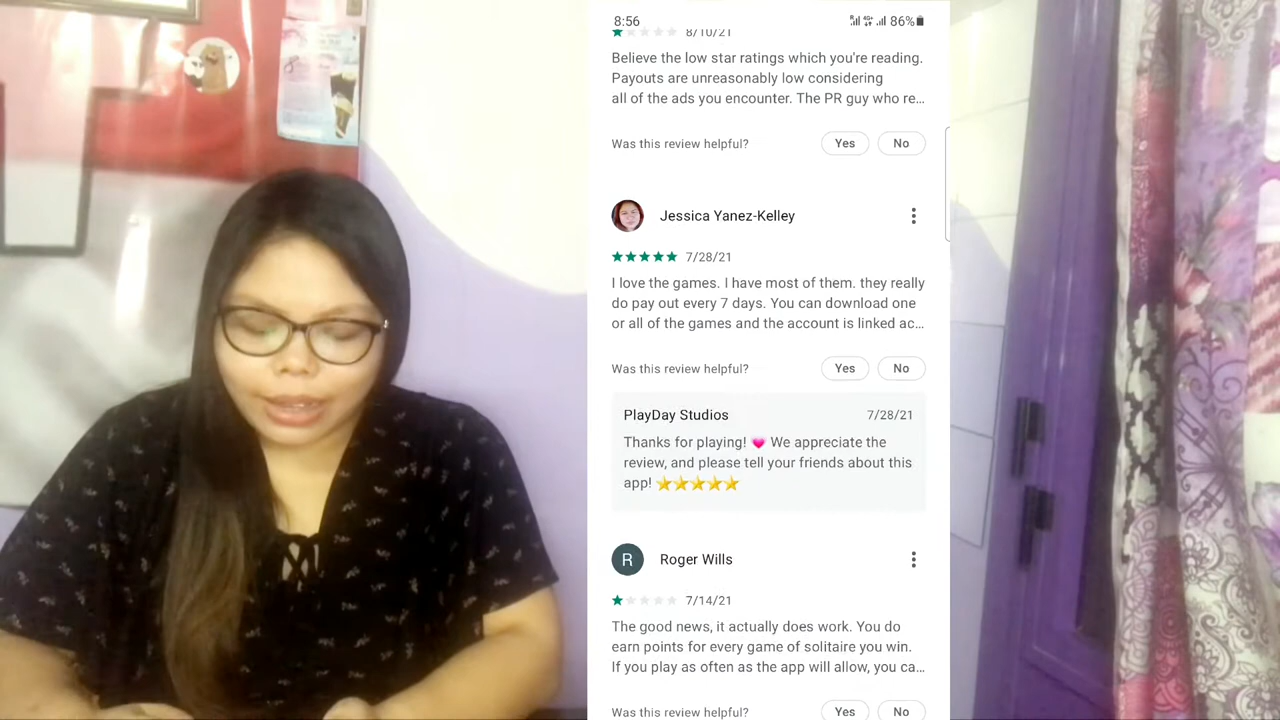 8:56
86%
8/10/21
Believe the low star ratings which you're reading.
Payouts are unreasonably low considering
all of the ads you encounter. The PR guy who re...
Was this review helpful?
Yes
No
Jessica Yanez-Kelley
7/28/21
I love the games. I have most of them. they really
do pay out every 7 days. You can download one
or all of the games and the account is linked ac...
Was this review helpful?
Yes
No
PlayDay Studios
7/28/21
Thanks for playing! 💗 We appreciate the
review, and please tell your friends about this
app! ⭐⭐⭐⭐⭐
R
Roger Wills
7/14/21
The good news, it actually does work. You do
earn points for every game of solitaire you win.
If you play as often as the app will allow, you ca...
Was this review helpful?
Yes
No